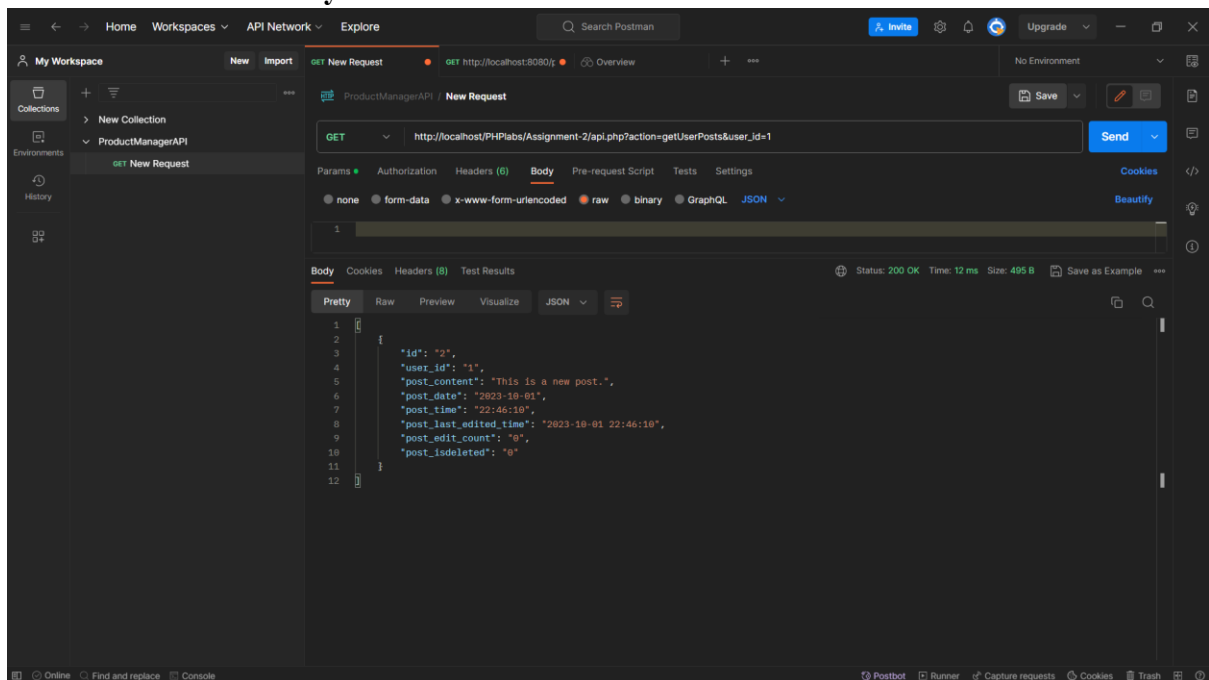 Home Workspaces API Network Explore Search Postman Invite Upgrade
My Workspace New Import GET New Request GET http://localhost:8080/p Overview No Environment
Collections
Environments
History
New Collection
ProductManagerAPI
GET New Request
HTTP ProductManagerAPI / New Request Save
GET http://localhost/PHPlabs/Assignment-2/api.php?action=getUserPosts&user_id=1 Send
Params Authorization Headers (6) Body Pre-request Script Tests Settings Cookies
none form-data x-www-form-urlencoded raw binary GraphQL JSON Beautify
1
Body Cookies Headers (8) Test Results Status: 200 OK Time: 12 ms Size: 495 B Save as Example
Pretty Raw Preview Visualize JSON
1 [
2 {
3 "id": "2",
4 "user_id": "1",
5 "post_content": "This is a new post.",
6 "post_date": "2023-10-01",
7 "post_time": "22:46:10",
8 "post_last_edited_time": "2023-10-01 22:46:10",
9 "post_edit_count": "0",
10 "post_isdeleted": "0"
11 }
12 ]
Online Find and replace Console Postbot Runner Capture requests Cookies Trash